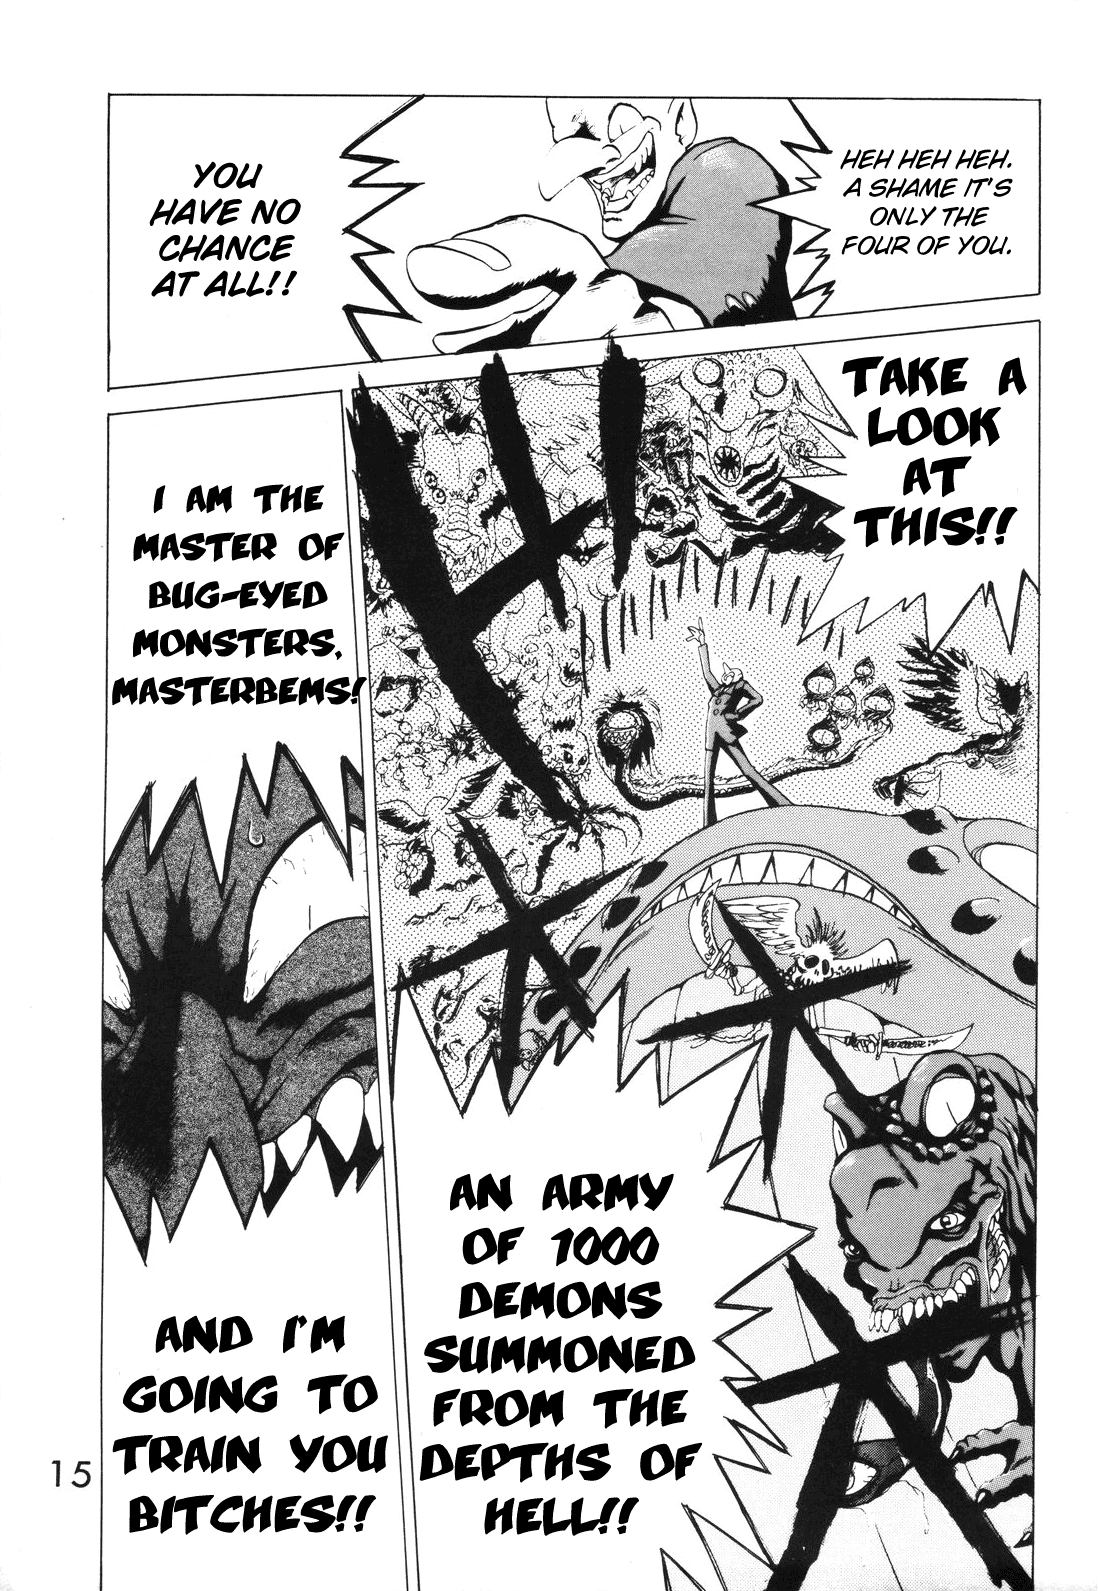 HEH HEH HEH.
A SHAME IT'S
ONLY THE
FOUR OF YOU.
YOU
HAVE NO
CHANCE
AT ALL!!
TAKE A
LOOK
AT
THIS!!
AN ARMY
OF 1000
DEMONS
SUMMONED
FROM THE
DEPTHS OF
HELL!!
I AM THE
MASTER OF
BUG-EYED
MONSTERS,
MASTERBEMS!
AND I'M
GOING TO
TRAIN YOU
BITCHES!!
15